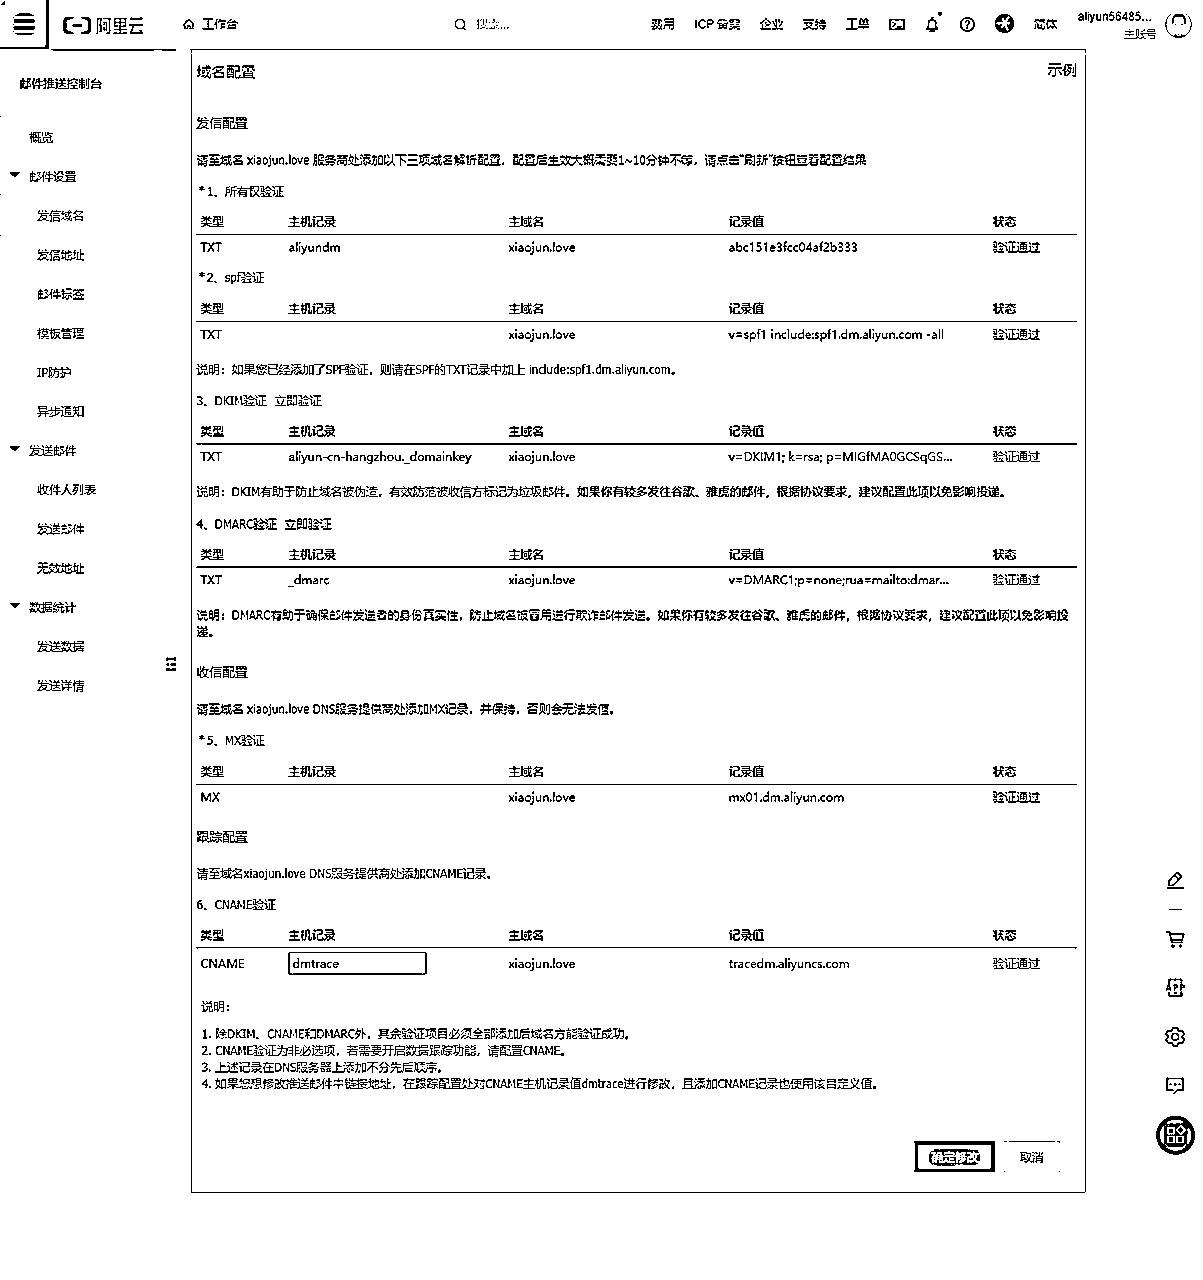 阿里云
工作台
搜索...
费用
ICP 备案
企业
支持
工单
简体
aliyun56485...
主账号
邮件推送控制台
概览
邮件设置
发信域名
发信地址
邮件标签
模板管理
IP防护
异步通知
发送邮件
收件人列表
发送邮件
无效地址
数据统计
发送数据
发送详情
域名配置
示例
发信配置
请至域名 xiaojun.love 服务商处添加以下三项域名解析配置，配置后生效大概需要1~10分钟不等，请点击“刷新”按钮查看配置结果
*1、所有权验证
类型 主机记录 主域名 记录值 状态
TXT aliyundm xiaojun.love abc151e3fcc04af2b333 验证通过
*2、spf验证
类型 主机记录 主域名 记录值 状态
TXT xiaojun.love v=spf1 include:spf1.dm.aliyun.com -all 验证通过
说明：如果您已经添加了SPF验证，则请在SPF的TXT记录中加上 include:spf1.dm.aliyun.com。
3、DKIM验证 立即验证
类型 主机记录 主域名 记录值 状态
TXT aliyun-cn-hangzhou._domainkey xiaojun.love v=DKIM1; k=rsa; p=MIGfMA0GCSqGS... 验证通过
说明：DKIM有助于防止域名被伪造，有效防范被收信方标记为垃圾邮件。如果你有较多发往谷歌、雅虎的邮件，根据协议要求，建议配置此项以免影响投递。
4、DMARC验证 立即验证
类型 主机记录 主域名 记录值 状态
TXT _dmarc xiaojun.love v=DMARC1;p=none;rua=mailto:dmar... 验证通过
说明：DMARC有助于确保邮件发送者的身份真实性，防止域名被冒用进行欺诈邮件发送。如果你有较多发往谷歌、雅虎的邮件，根据协议要求，建议配置此项以免影响投
递。
收信配置
请至域名 xiaojun.love DNS服务提供商处添加MX记录，并保持，否则会无法发信。
*5、MX验证
类型 主机记录 主域名 记录值 状态
MX xiaojun.love mx01.dm.aliyun.com 验证通过
跟踪配置
请至域名xiaojun.love DNS服务提供商处添加CNAME记录。
6、CNAME验证
类型 主机记录 主域名 记录值 状态
CNAME dmtrace xiaojun.love tracedm.aliyuncs.com 验证通过
说明：
1. 除DKIM、CNAME和DMARC外，其余验证项目必须全部添加后域名方能验证成功。
2. CNAME验证为非必选项，若需要开启数据跟踪功能，请配置CNAME。
3. 上述记录在DNS服务器上添加不分先后顺序。
4. 如果您想修改推送邮件中链接地址，在跟踪配置处对CNAME主机记录值dmtrace进行修改，且添加CNAME记录也使用该自定义值。
确定修改
取消